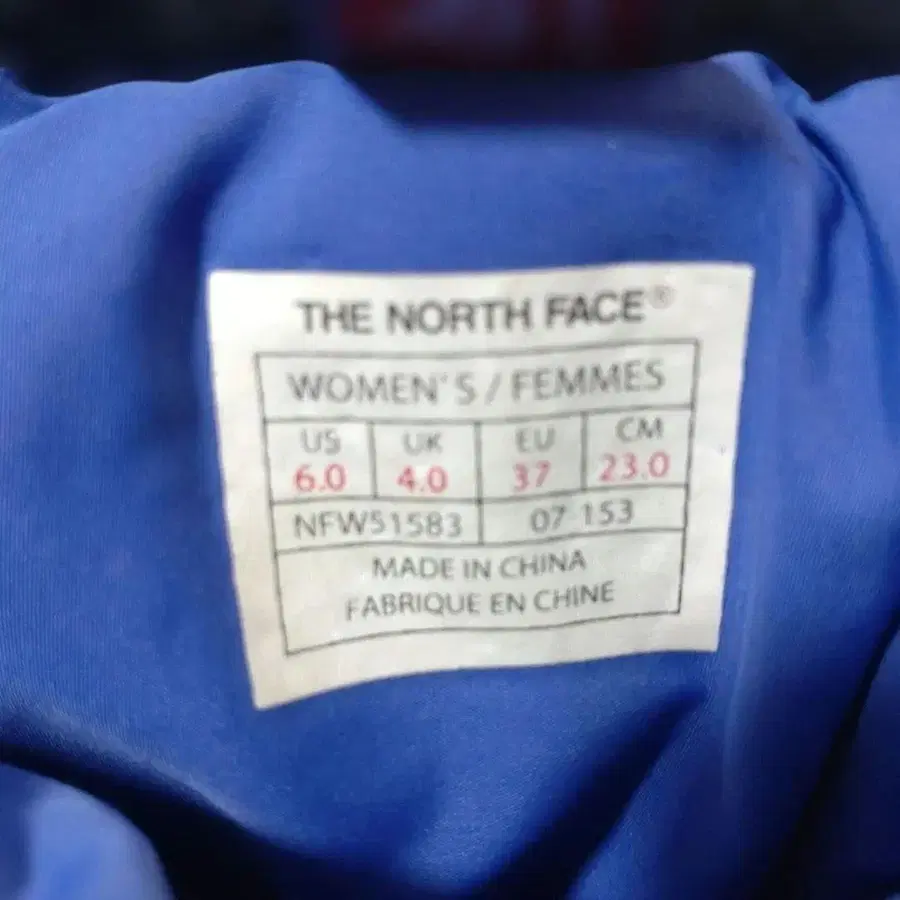 THE NORTH FACE®
WOMEN'S / FEMMES
US UK EU CM
6.0 4.0 37 23.0
NFW51583 07 153
MADE IN CHINA
FABRIQUE EN CHINE